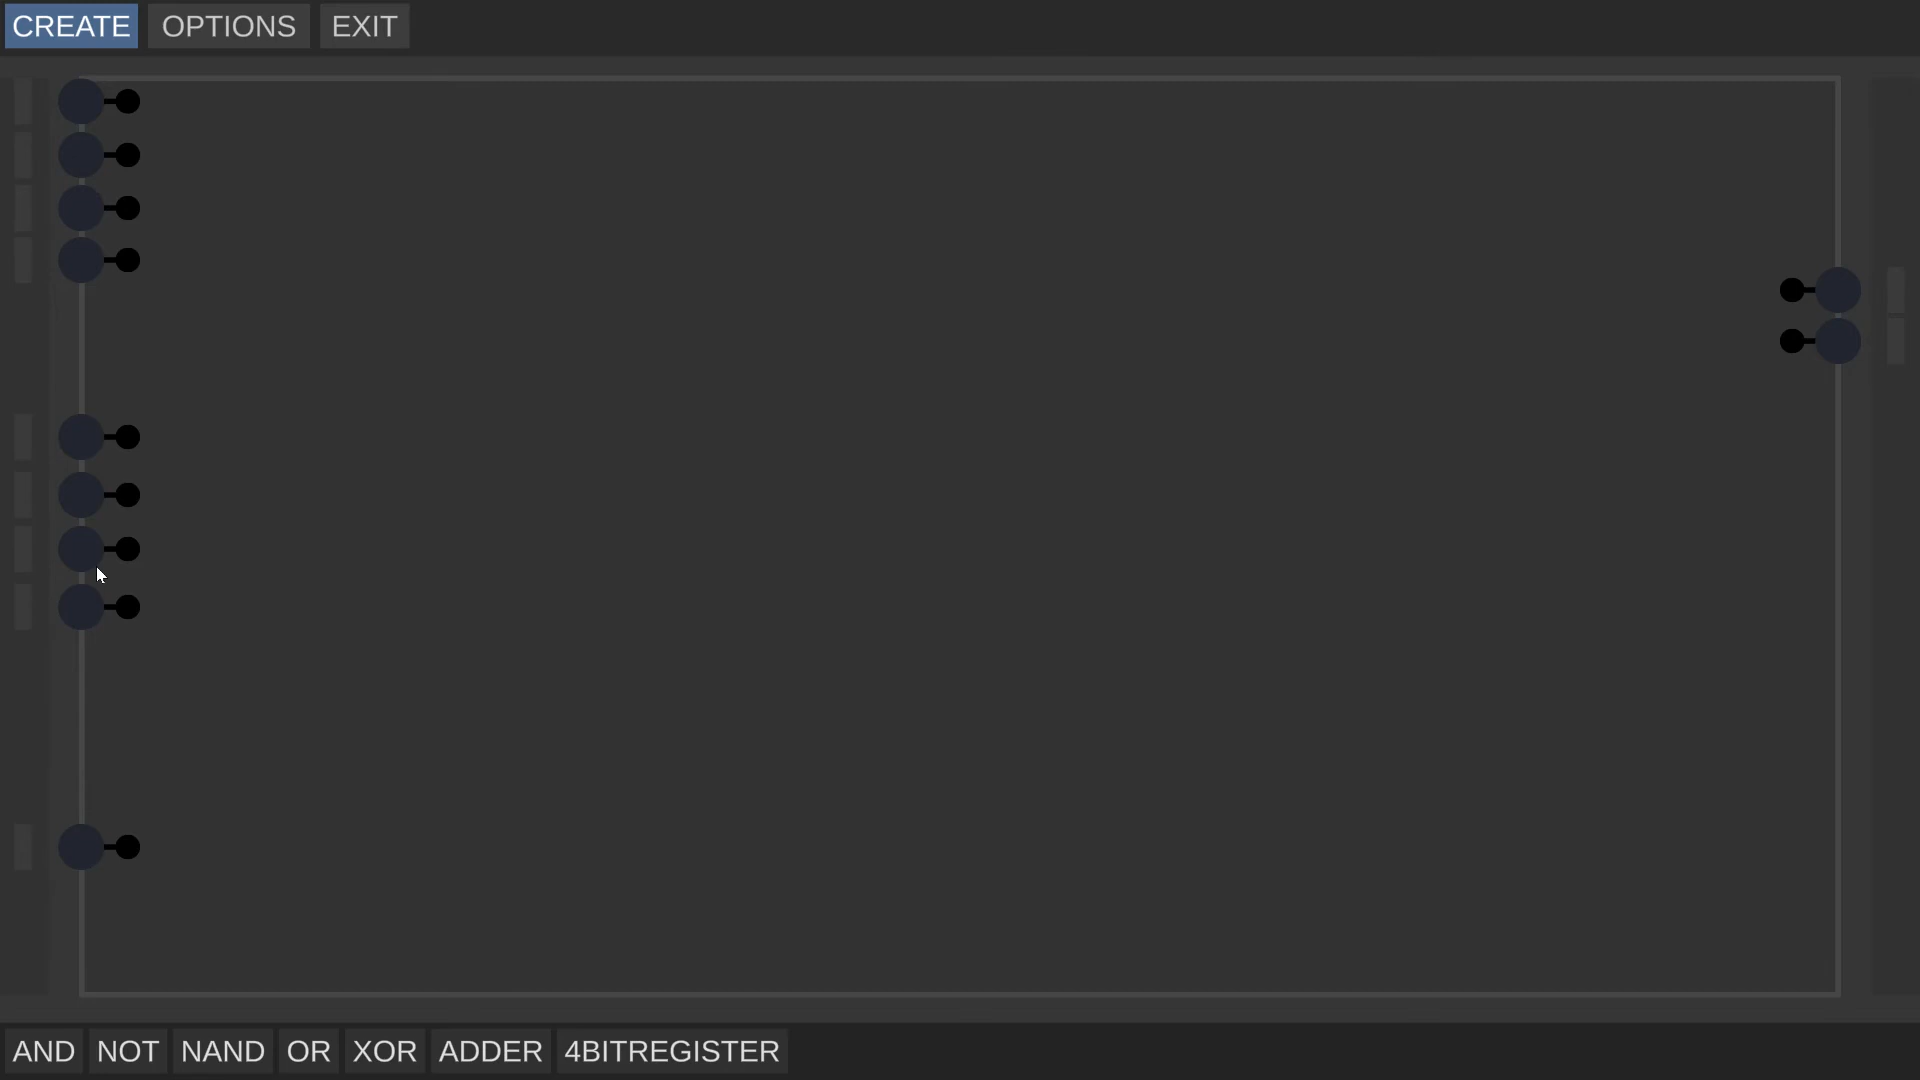 CREATE OPTIONS EXIT
AND NOT NAND OR XOR ADDER 4BITREGISTER